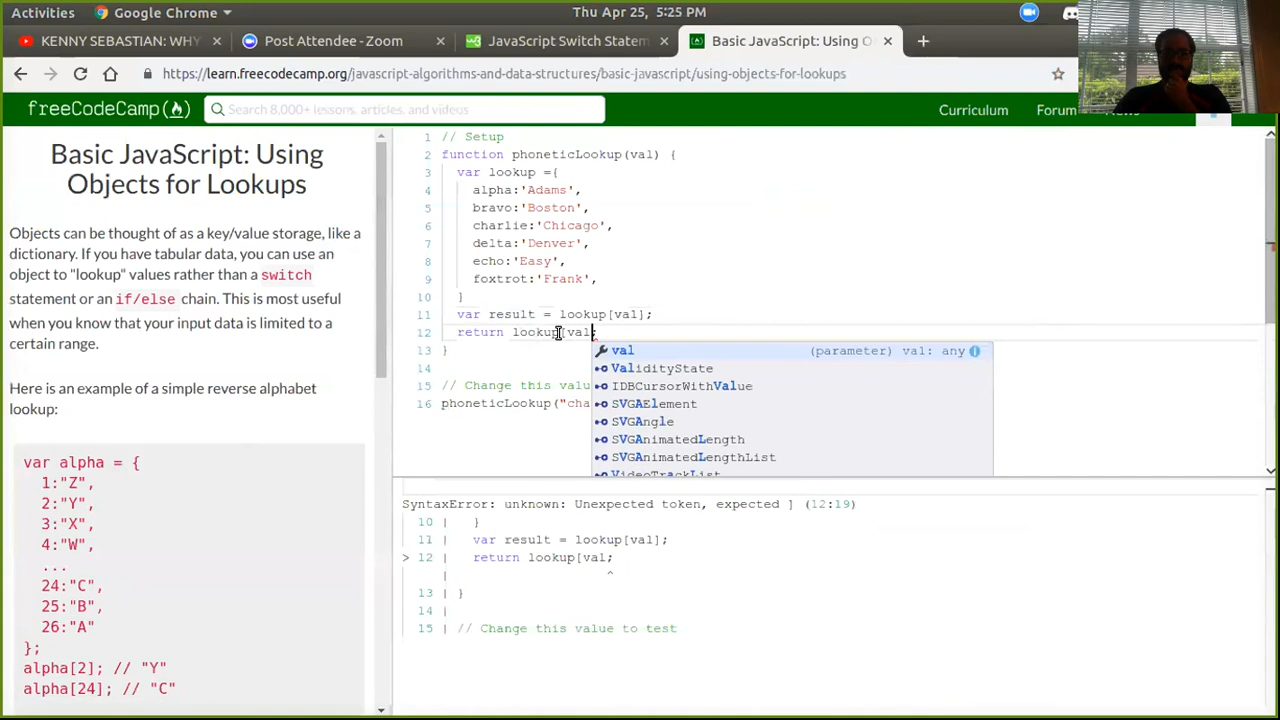 Activities
Google Chrome
Thu Apr 25, 5:25 PM
KENNY SEBASTIAN: WHY
Post Attendee - Zoom
JavaScript Switch Statem
Basic JavaScript: Using O
https://learn.freecodecamp.org/javascript-algorithms-and-data-structures/basic-javascript/using-objects-for-lookups
freeCodeCamp
Search 8,000+ lessons, articles, and videos
Curriculum
Forum
Basic JavaScript: Using
Objects for Lookups
Objects can be thought of as a key/value storage, like a
dictionary. If you have tabular data, you can use an
object to "lookup" values rather than a switch
statement or an if/else chain. This is most useful
when you know that your input data is limited to a
certain range.
Here is an example of a simple reverse alphabet
lookup:
var alpha = {
1:"Z",
2:"Y",
3:"X",
4:"W",
...
24:"C",
25:"B",
26:"A"
};
alpha[2]; // "Y"
alpha[24]; // "C"
1 // Setup
2 function phoneticLookup(val) {
3 var lookup ={
4 alpha:'Adams',
5 bravo:'Boston',
6 charlie:'Chicago',
7 delta:'Denver',
8 echo:'Easy',
9 foxtrot:'Frank',
10 }
11 var result = lookup[val];
12 return lookup[val;
13 }
14
15 // Change this valu
16 phoneticLookup("cha
val (parameter) val: any
ValidityState
IDBCursorWithValue
SVGAElement
SVGAngle
SVGAnimatedLength
SVGAnimatedLengthList
VideoTrackList
SyntaxError: unknown: Unexpected token, expected ] (12:19)
10 | }
11 | var result = lookup[val];
> 12 | return lookup[val;
| ^
13 | }
14 |
15 | // Change this value to test